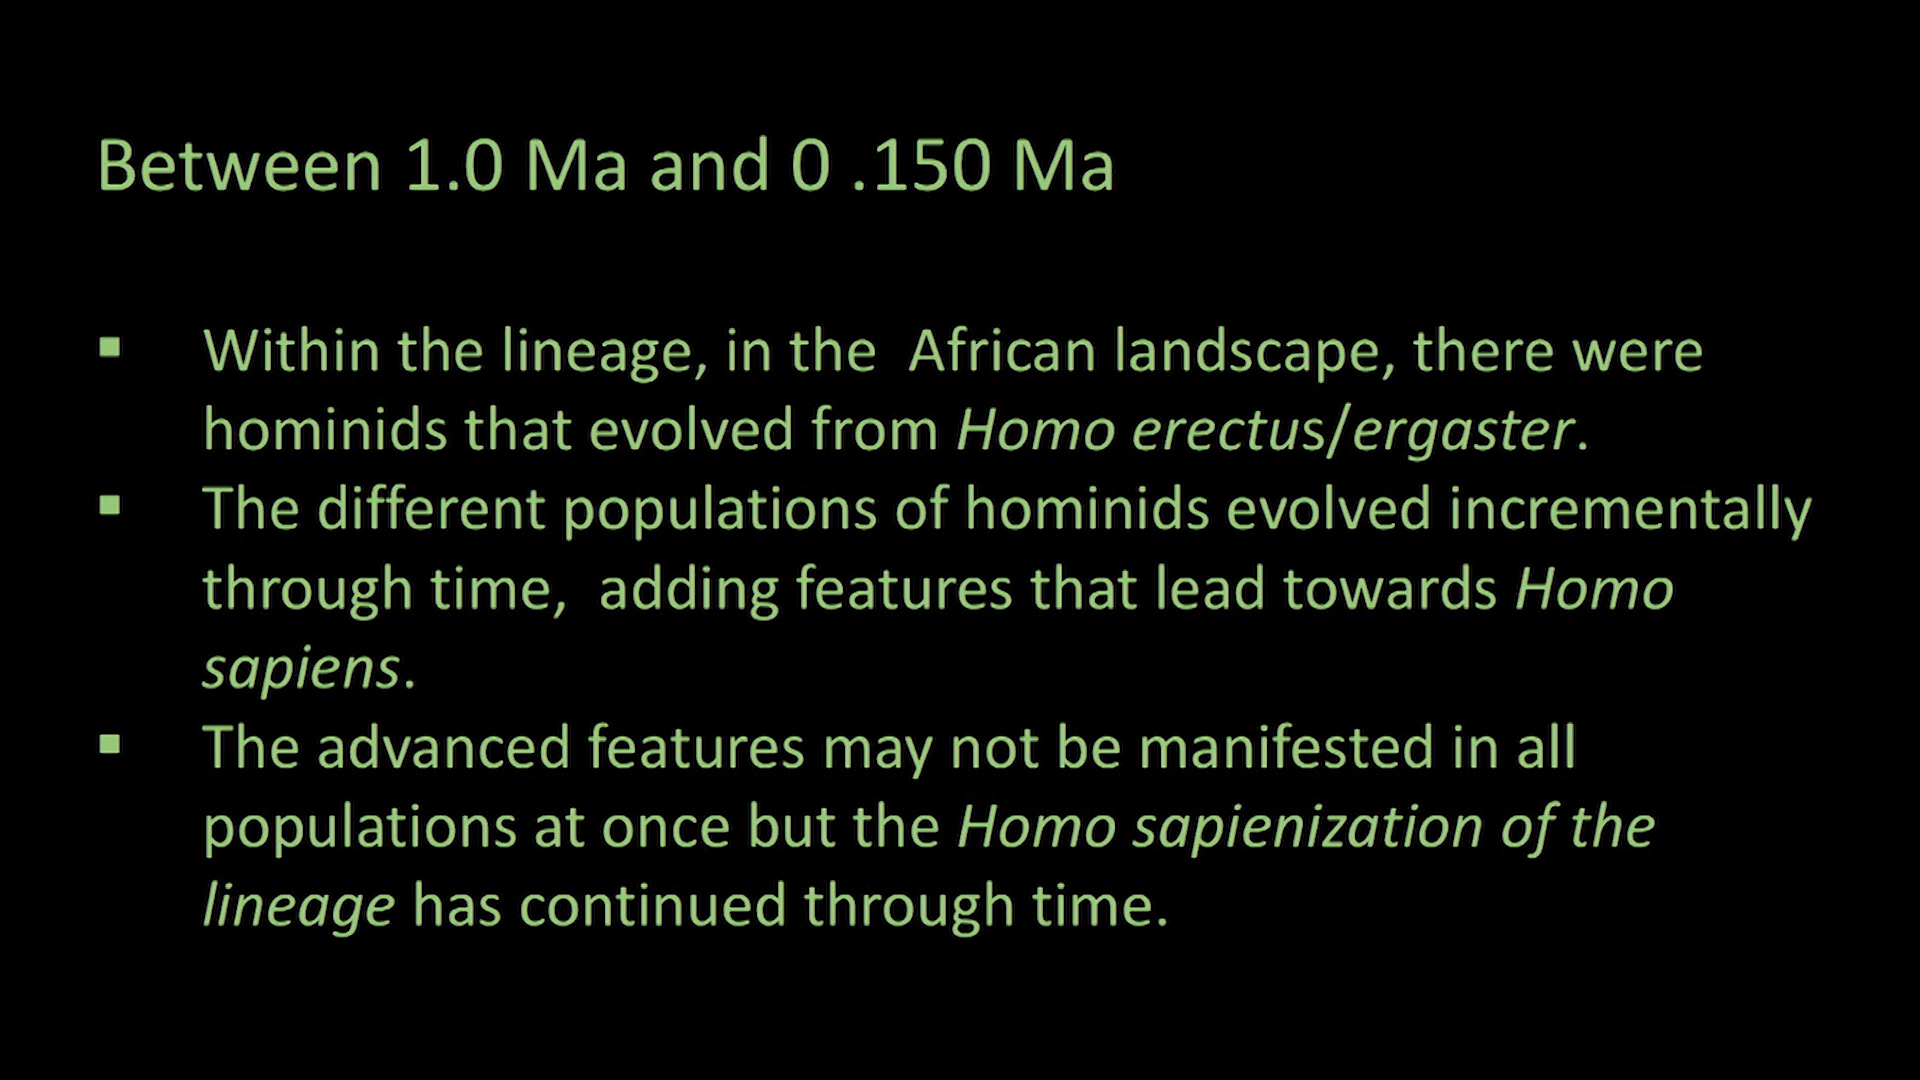 Between 1.0 Ma and 0 .150 Ma
▪ Within the lineage, in the  African landscape, there were
hominids that evolved from Homo erectus/ergaster.
▪ The different populations of hominids evolved incrementally
through time,  adding features that lead towards Homo
sapiens.
▪ The advanced features may not be manifested in all
populations at once but the Homo sapienization of the
lineage has continued through time.